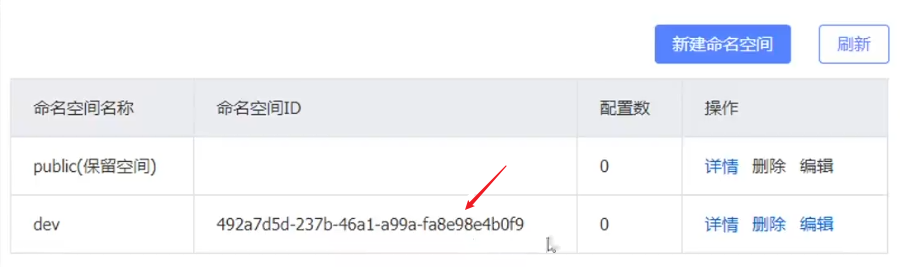 新建命名空间 刷新
命名空间名称 命名空间ID 配置数 操作
public(保留空间) 0 详情 删除 编辑
dev 492a7d5d-237b-46a1-a99a-fa8e98e4b0f9 0 详情 删除 编辑